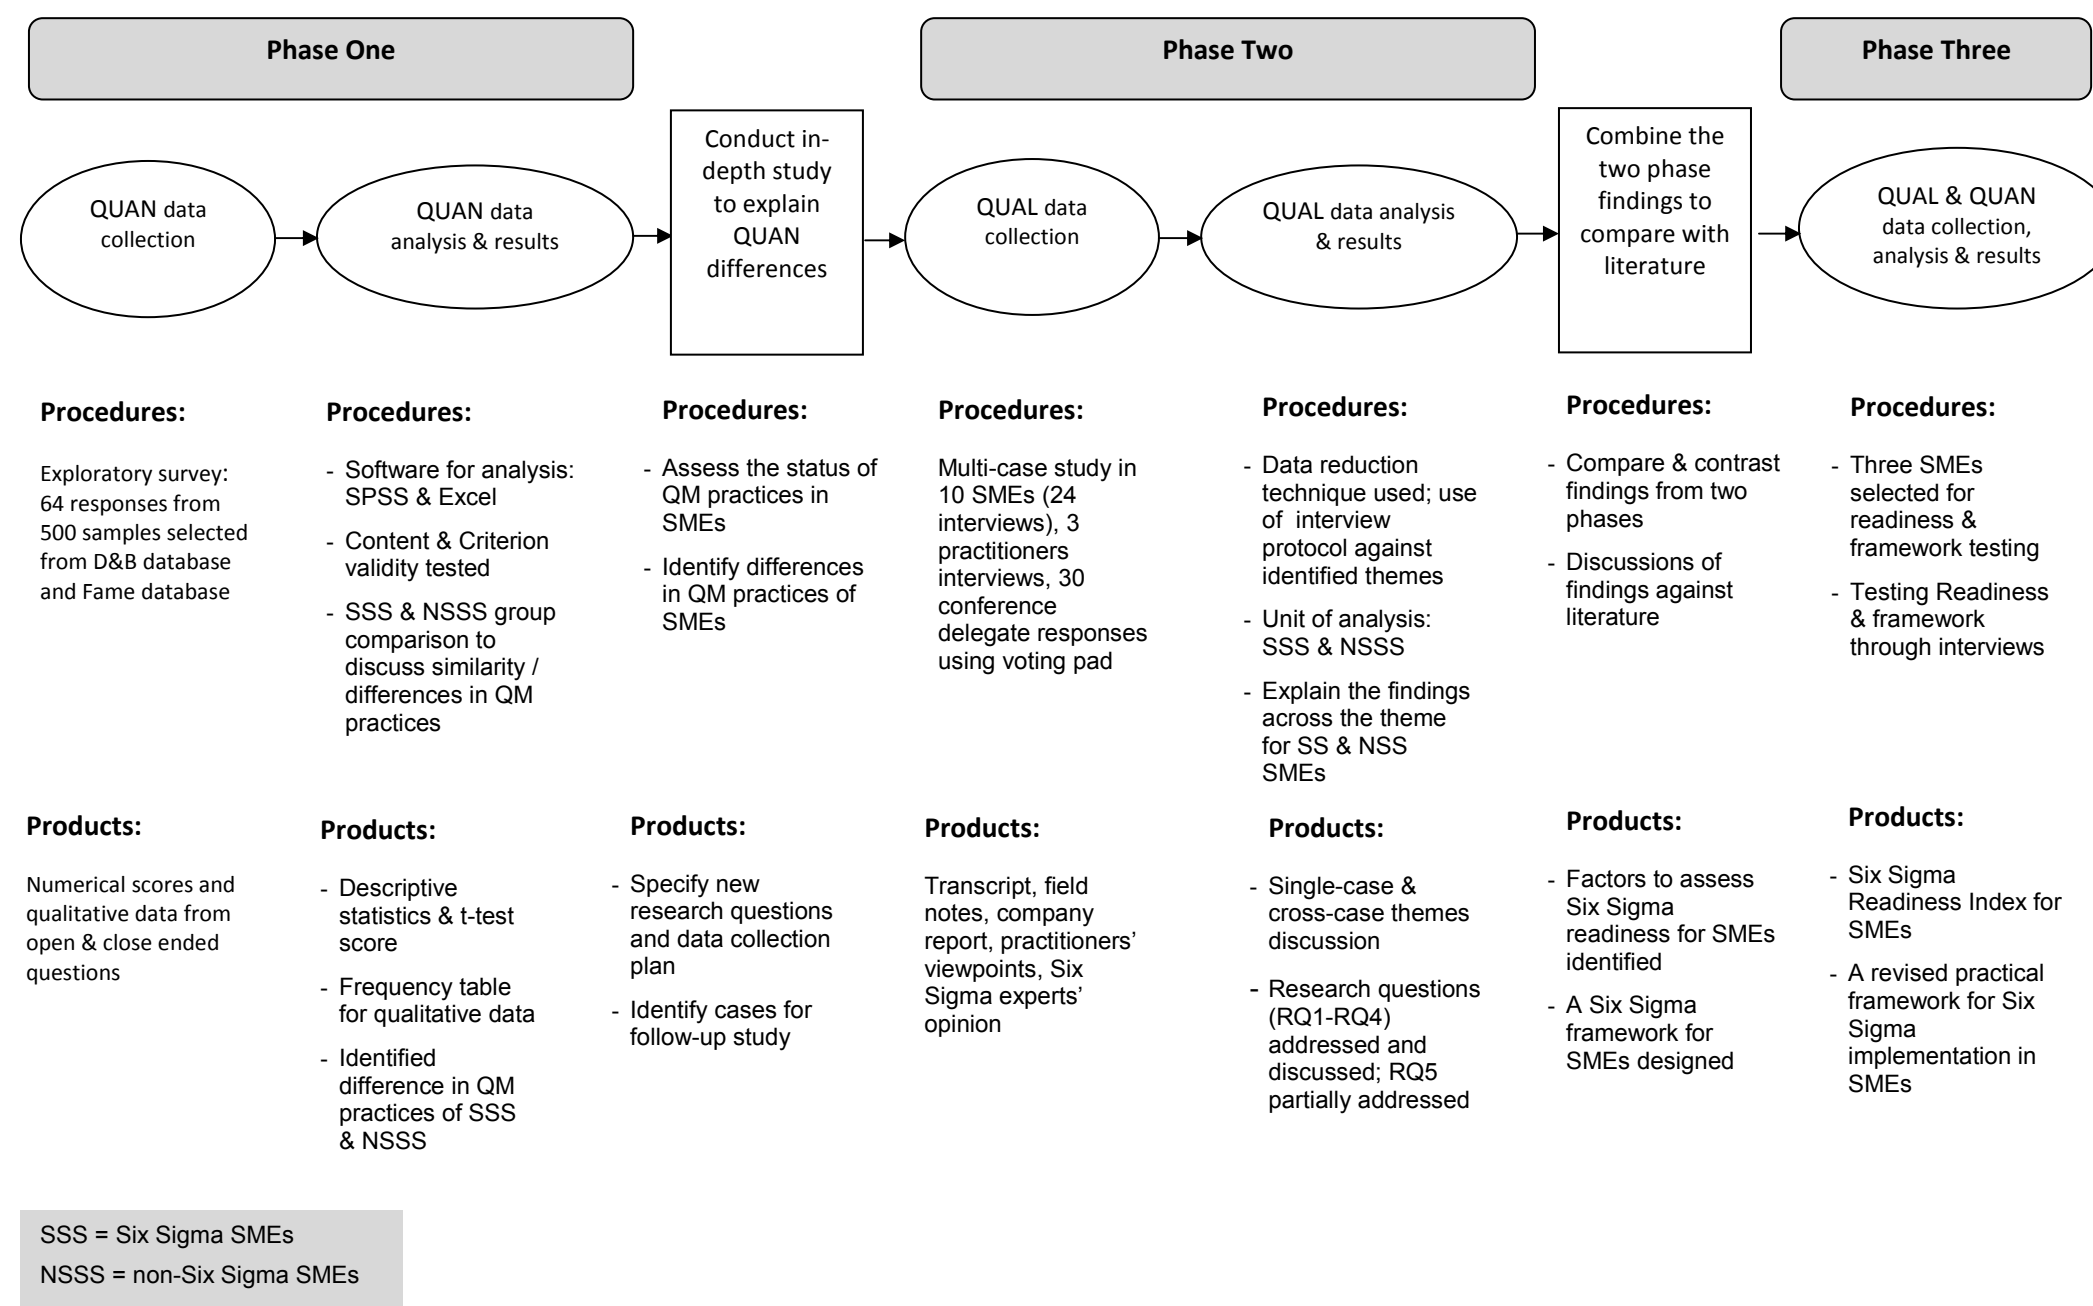 Phase One
Phase Two
Phase Three
QUAN data
collection
QUAN data
analysis & results
Conduct in-
depth study
to explain
QUAN
differences
QUAL data
collection
QUAL data analysis
& results
Combine the
two phase
findings to
compare with
literature
QUAL & QUAN
data collection,
analysis & results
Procedures:
Exploratory survey:
64 responses from
500 samples selected
from D&B database
and Fame database
Procedures:
- Software for analysis:
SPSS & Excel
- Content & Criterion
validity tested
- SSS & NSSS group
comparison to
discuss similarity /
differences in QM
practices
Procedures:
- Assess the status of
QM practices in
SMEs
- Identify differences
in QM practices of
SMEs
Procedures:
Multi-case study in
10 SMEs (24
interviews), 3
practitioners
interviews, 30
conference
delegate responses
using voting pad
Procedures:
- Data reduction
technique used; use
of interview
protocol against
identified themes
- Unit of analysis:
SSS & NSSS
- Explain the findings
across the theme
for SS & NSS
SMEs
Procedures:
- Compare & contrast
findings from two
phases
- Discussions of
findings against
literature
Procedures:
- Three SMEs
selected for
readiness &
framework testing
- Testing Readiness
& framework
through interviews
Products:
Numerical scores and
qualitative data from
open & close ended
questions
Products:
- Descriptive
statistics & t-test
score
- Frequency table
for qualitative data
- Identified
difference in QM
practices of SSS
& NSSS
Products:
- Specify new
research questions
and data collection
plan
- Identify cases for
follow-up study
Products:
Transcript, field
notes, company
report, practitioners’
viewpoints, Six
Sigma experts’
opinion
Products:
- Single-case &
cross-case themes
discussion
- Research questions
(RQ1-RQ4)
addressed and
discussed; RQ5
partially addressed
Products:
- Factors to assess
Six Sigma
readiness for SMEs
identified
- A Six Sigma
framework for
SMEs designed
Products:
- Six Sigma
Readiness Index for
SMEs
- A revised practical
framework for Six
Sigma
implementation in
SMEs
SSS = Six Sigma SMEs
NSSS = non-Six Sigma SMEs